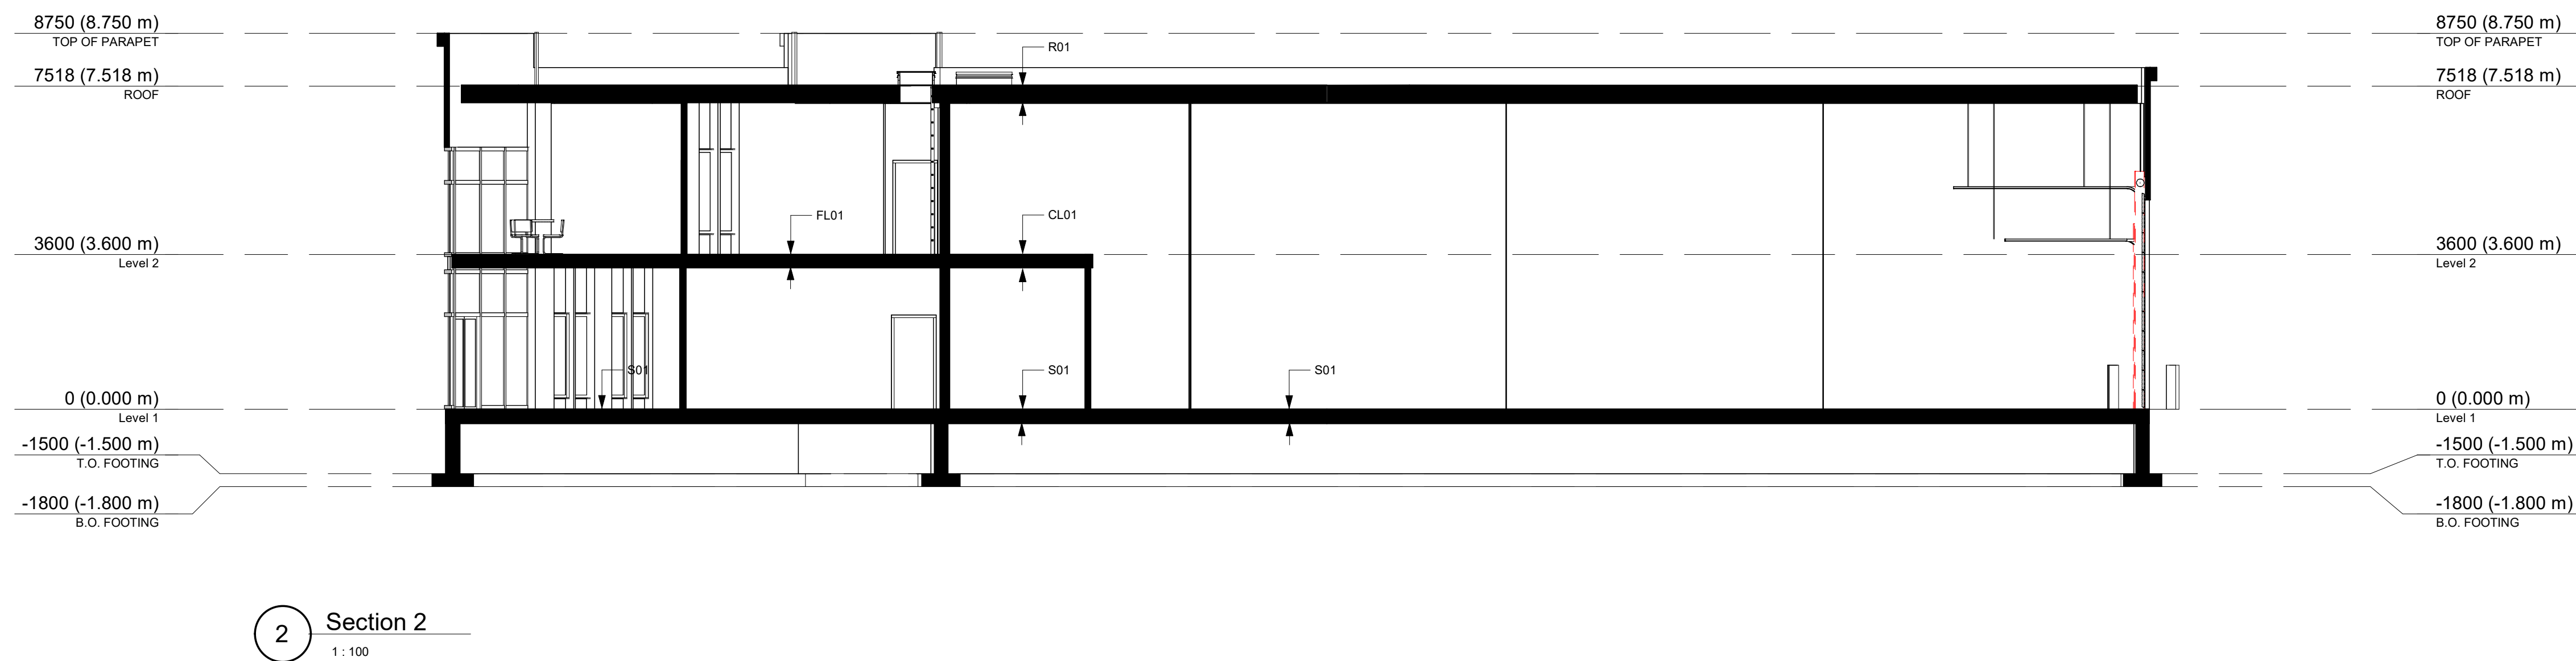 8750 (8.750 m)
TOP OF PARAPET
7518 (7.518 m)
ROOF
3600 (3.600 m)
Level 2
0 (0.000 m)
Level 1
-1500 (-1.500 m)
T.O. FOOTING
-1800 (-1.800 m)
B.O. FOOTING
R01
FL01
CL01
S01
S01
S01
8750 (8.750 m)
TOP OF PARAPET
7518 (7.518 m)
ROOF
3600 (3.600 m)
Level 2
0 (0.000 m)
Level 1
-1500 (-1.500 m)
T.O. FOOTING
-1800 (-1.800 m)
B.O. FOOTING
2
Section 2
1 : 100